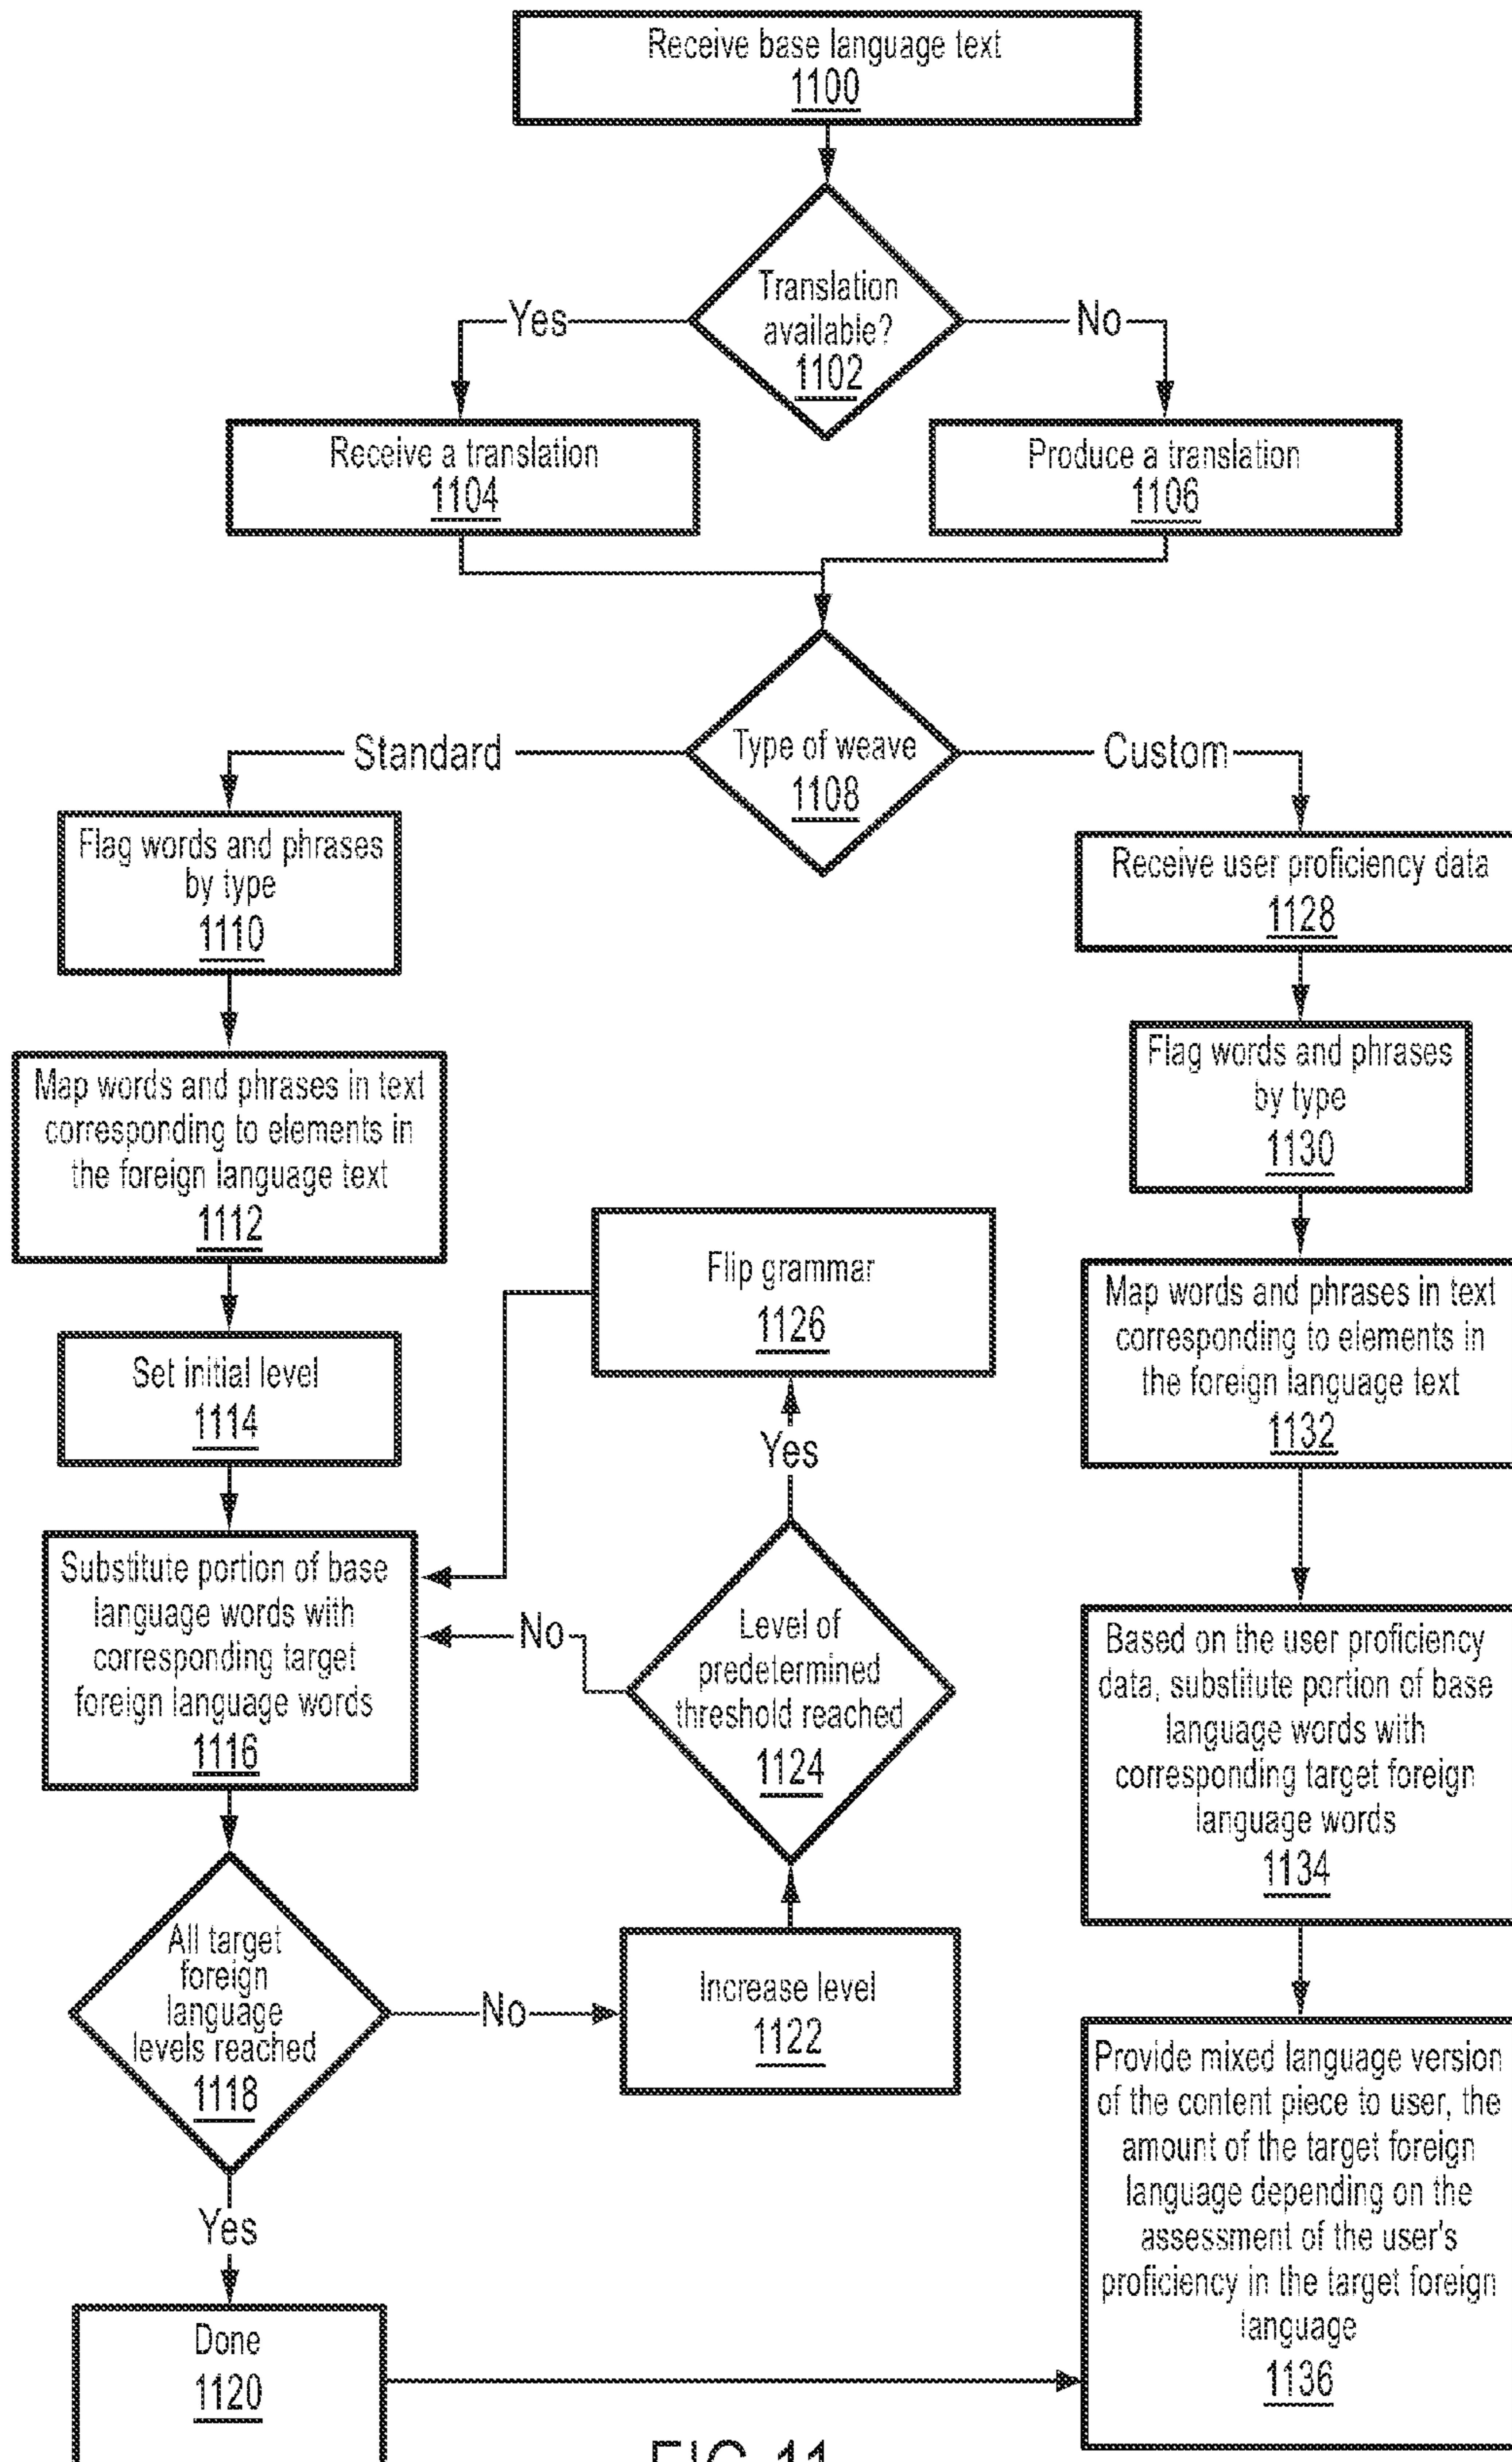 Receive base language text
1100
Translation
available?
1102
Yes
No
Receive a translation
1104
Produce a translation
1106
Type of weave
1108
Standard
Custom
Flag words and phrases
by type
1110
Map words and phrases in text
corresponding to elements in
the foreign language text
1112
Set initial level
1114
Substitute portion of base
language words with
corresponding target
foreign language words
1116
All target
foreign
language
levels reached
1118
No
Yes
Done
1120
Increase level
1122
Level of
predetermined
threshold reached
1124
No
Yes
Flip grammar
1126
Receive user proficiency data
1128
Flag words and phrases
by type
1130
Map words and phrases in text
corresponding to elements in
the foreign language text
1132
Based on the user proficiency
data, substitute portion of base
language words with
corresponding target foreign
language words
1134
Provide mixed language version
of the content piece to user, the
amount of the target foreign
language depending on the
assessment of the user's
proficiency in the target foreign
language
1136
FIG. 11